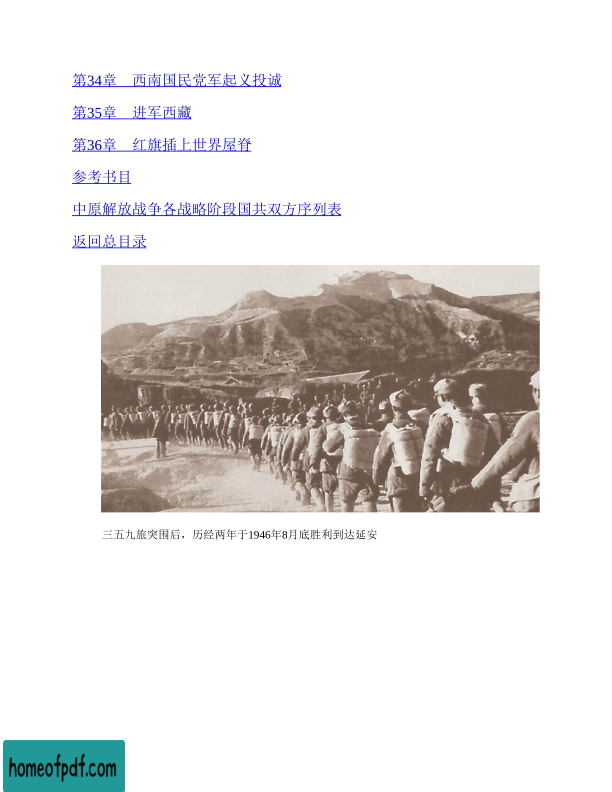 第34章　西南国民党军起义投诚
第35章　进军西藏
第36章　红旗插上世界屋脊
参考书目
中原解放战争各战略阶段国共双方序列表
返回总目录
三五九旅突围后，历经两年于1946年8月底胜利到达延安
homeofpdf.com